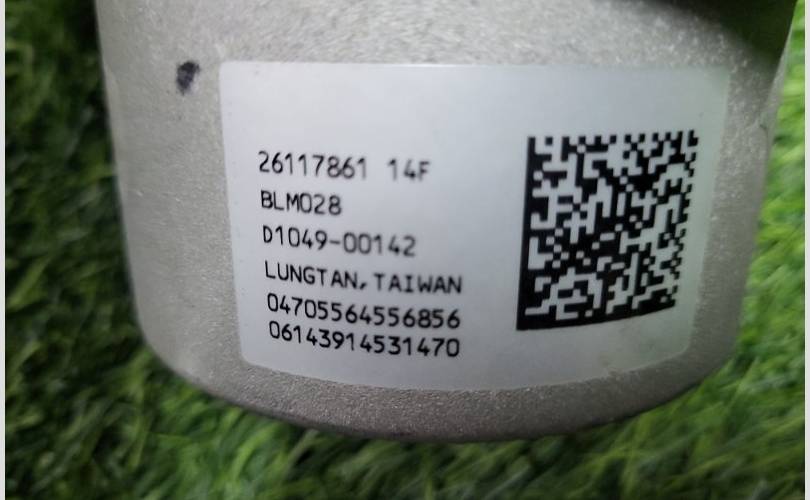 26117861 14F
BLM028
D1049-00142
LUNGTAN,TAIWAN
04705564556856
06143914531470